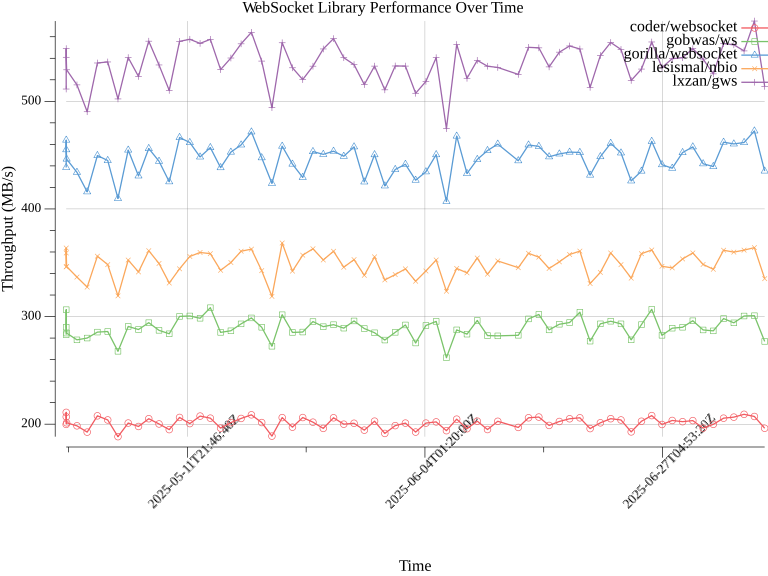 WebSocket Library Performance Over Time
coder/websocket
gobwas/ws
gorilla/websocket
lesismal/nbio
lxzan/gws
Throughput (MB/s)
500
400
300
200
2025-05-11T21:46:40Z
2025-06-04T01:20:00Z
2025-06-27T04:53:20Z
Time